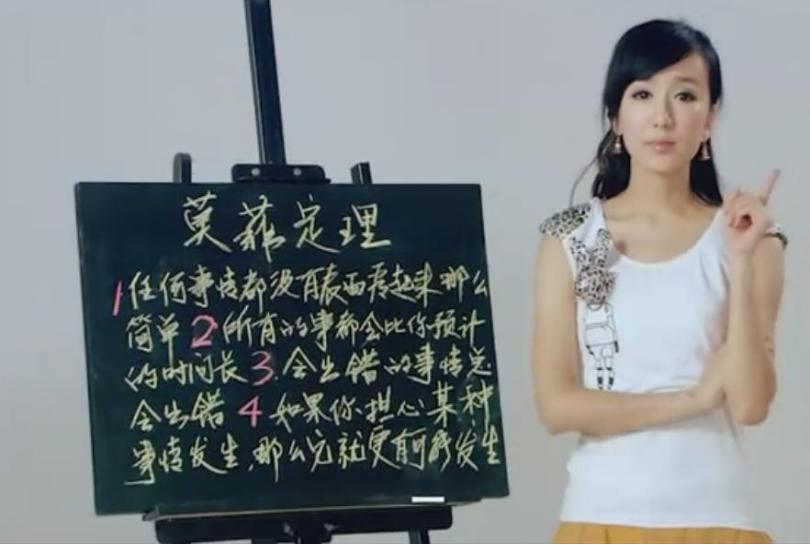 莫菲定理
1任何事情都没有表面看起来那么
简单2所有的事都会比你预计
的时间长3.会出错的事情总
会出错4如果你担心某种
事情发生,那么它就更有可能发生